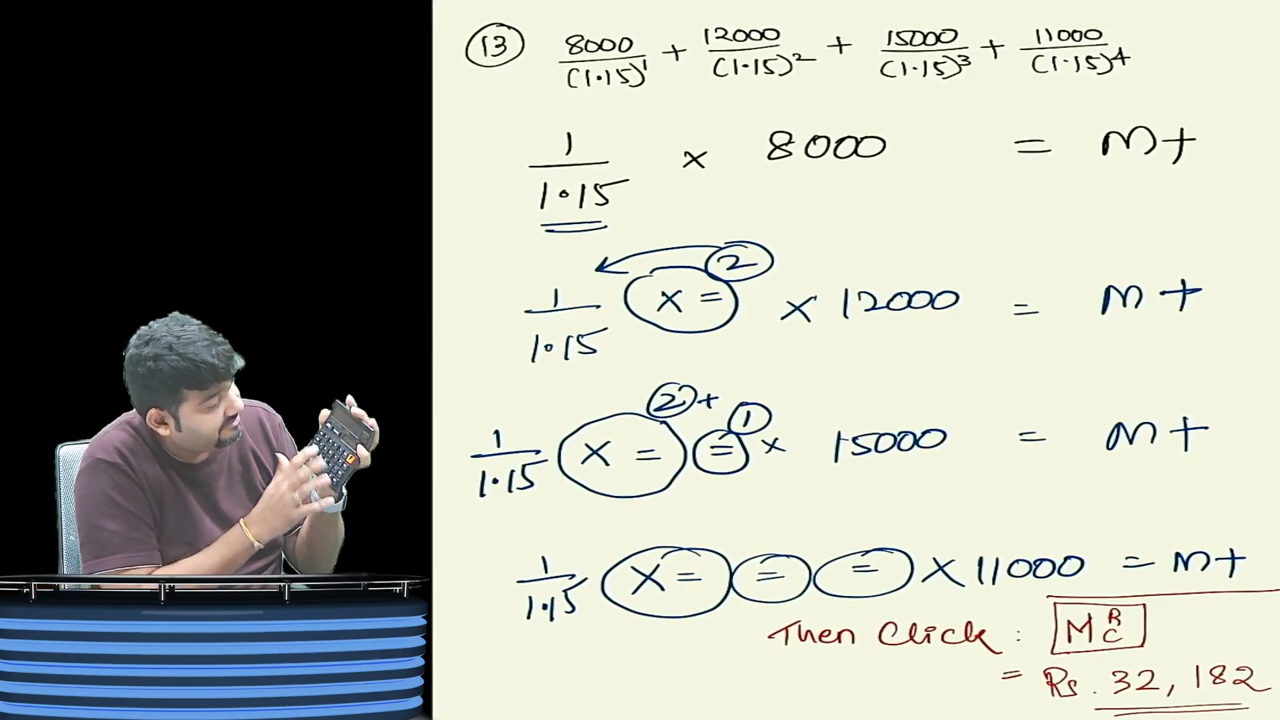 13 8000/(1.15)¹ + 12000/(1.15)² + 15000/(1.15)³ + 11000/(1.15)⁴
1/1.15 × 8000 = m+
2
1/1.15 × = × 12000 = m+
2 + 1
1/1.15 × = = × 15000 = m+
1/1.15 × = = = × 11000 = m+
Then Click : M R C
= Rs. 32,182